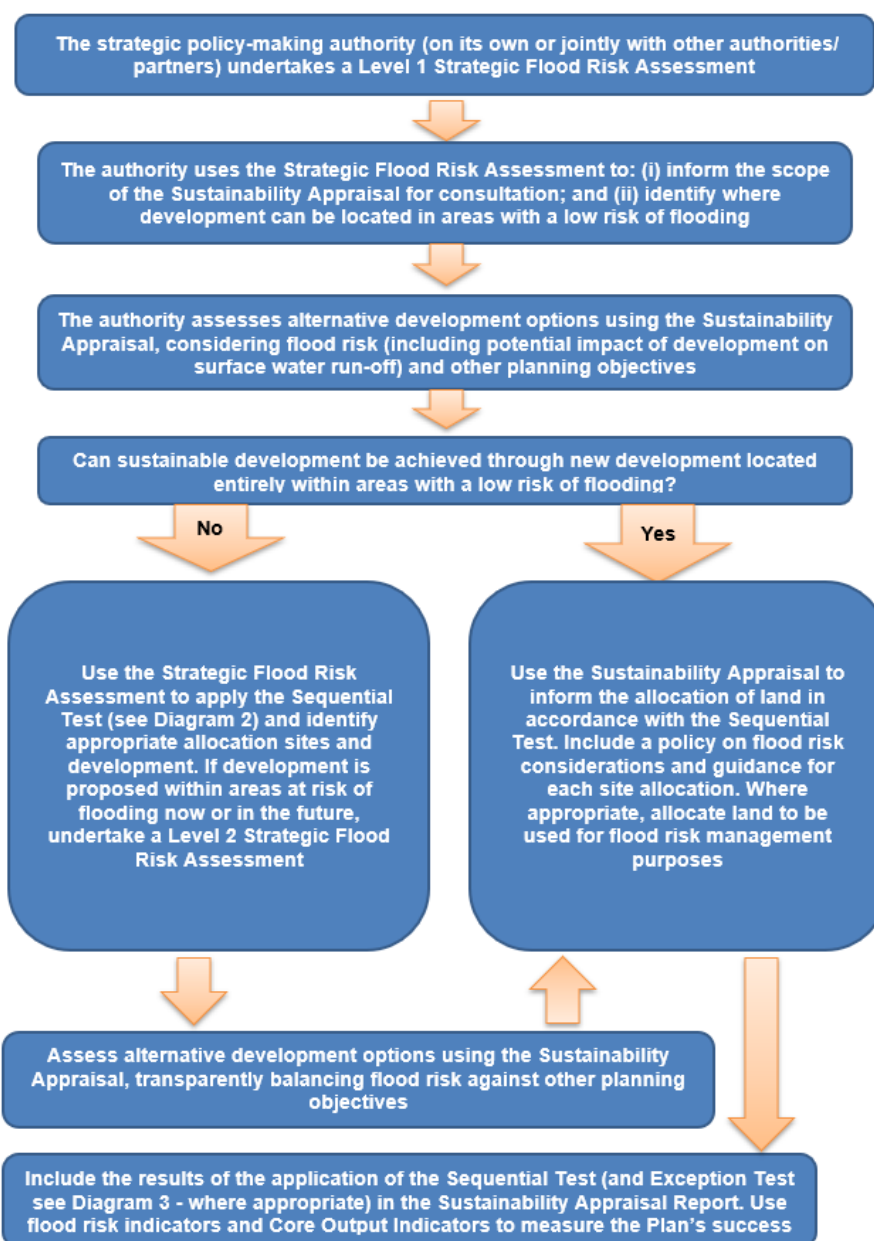 The strategic policy-making authority (on its own or jointly with other authorities/
partners) undertakes a Level 1 Strategic Flood Risk Assessment
The authority uses the Strategic Flood Risk Assessment to: (i) inform the scope
of the Sustainability Appraisal for consultation; and (ii) identify where
development can be located in areas with a low risk of flooding
The authority assesses alternative development options using the Sustainability
Appraisal, considering flood risk (including potential impact of development on
surface water run-off) and other planning objectives
Can sustainable development be achieved through new development located
entirely within areas with a low risk of flooding?
No
Yes
Use the Strategic Flood Risk
Assessment to apply the Sequential
Test (see Diagram 2) and identify
appropriate allocation sites and
development. If development is
proposed within areas at risk of
flooding now or in the future,
undertake a Level 2 Strategic Flood
Risk Assessment
Use the Sustainability Appraisal to
inform the allocation of land in
accordance with the Sequential
Test. Include a policy on flood risk
considerations and guidance for
each site allocation. Where
appropriate, allocate land to be
used for flood risk management
purposes
Assess alternative development options using the Sustainability
Appraisal, transparently balancing flood risk against other planning
objectives
Include the results of the application of the Sequential Test (and Exception Test
see Diagram 3 - where appropriate) in the Sustainability Appraisal Report. Use
flood risk indicators and Core Output Indicators to measure the Plan's success